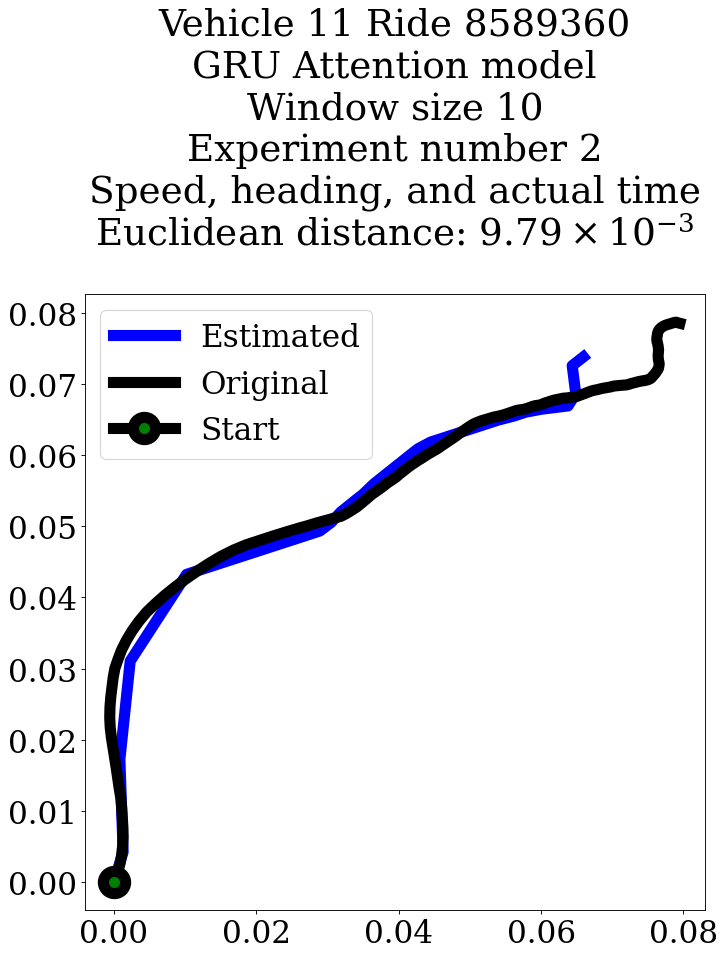 Vehicle 11 Ride 8589360
GRU Attention model
Window size 10
Experiment number 2
Speed, heading, and actual time
Euclidean distance: 9.79 × 10⁻³
0.08
Estimated
Original
Start
0.07
0.06
0.05
0.04
0.03
0.02
0.01
0.00
0.00 0.02 0.04 0.06 0.08